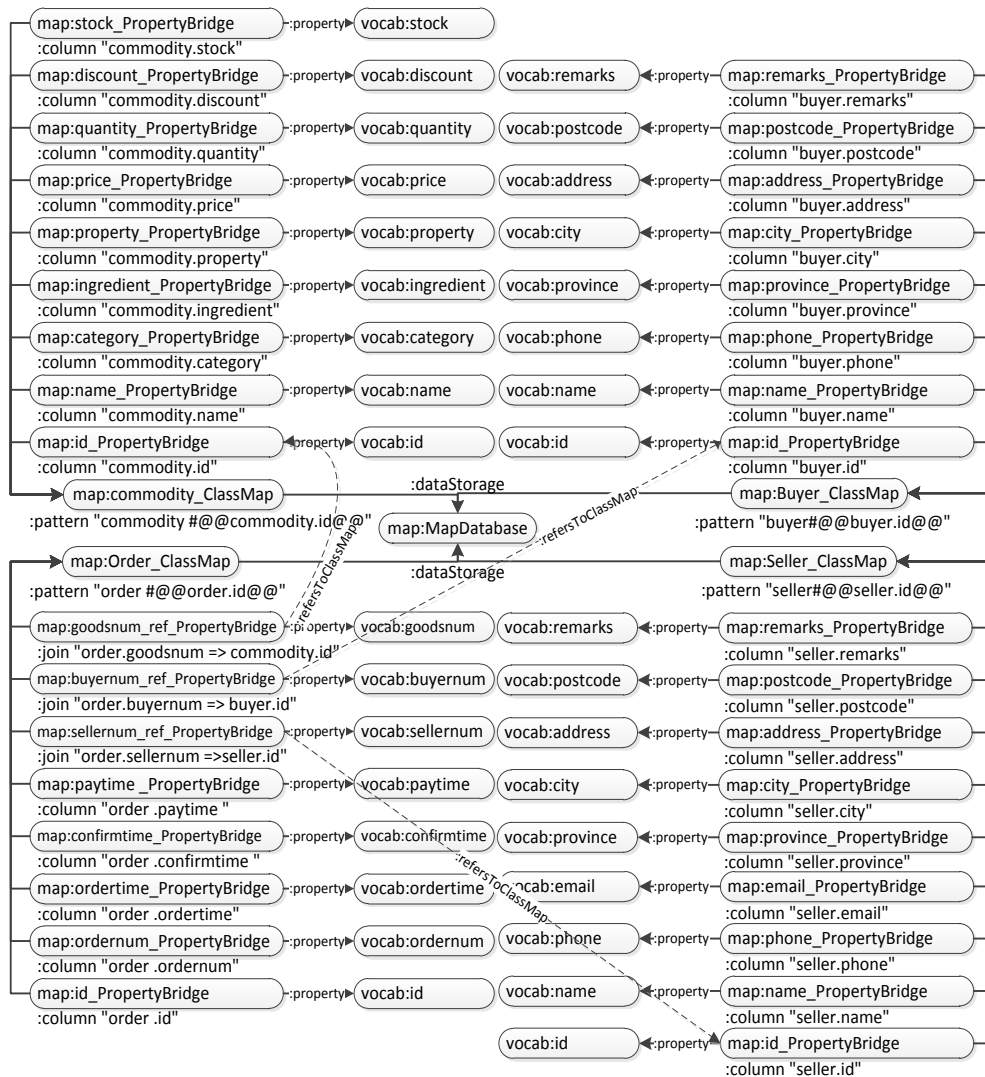 map:stock_PropertyBridge :property vocab:stock
:column "commodity.stock"
map:discount_PropertyBridge :property vocab:discount vocab:remarks :property map:remarks_PropertyBridge
:column "commodity.discount" :column "buyer.remarks"
map:quantity_PropertyBridge :property vocab:quantity vocab:postcode :property map:postcode_PropertyBridge
:column "commodity.quantity" :column "buyer.postcode"
map:price_PropertyBridge :property vocab:price vocab:address :property map:address_PropertyBridge
:column "commodity.price" :column "buyer.address"
map:property_PropertyBridge :property vocab:property vocab:city :property map:city_PropertyBridge
:column "commodity.property" :column "buyer.city"
map:ingredient_PropertyBridge :property vocab:ingredient vocab:province :property map:province_PropertyBridge
:column "commodity.ingredient" :column "buyer.province"
map:category_PropertyBridge :property vocab:category vocab:phone :property map:phone_PropertyBridge
:column "commodity.category" :column "buyer.phone"
map:name_PropertyBridge :property vocab:name vocab:name :property map:name_PropertyBridge
:column "commodity.name" :column "buyer.name"
map:id_PropertyBridge :property vocab:id vocab:id :property map:id_PropertyBridge
:column "commodity.id" :column "buyer.id"
map:commodity_ClassMap :dataStorage map:Buyer_ClassMap
:pattern "commodity #@@commodity.id@@" map:MapDatabase :refersToClassMap :pattern "buyer#@@buyer.id@@"
map:Order_ClassMap :dataStorage map:Seller_ClassMap
:pattern "order #@@order.id@@" :refersToClassMap :pattern "seller#@@seller.id@@"
map:goodsnum_ref_PropertyBridge :property vocab:goodsnum vocab:remarks :property map:remarks_PropertyBridge
:join "order.goodsnum => commodity.id" :column "seller.remarks"
map:buyernum_ref_PropertyBridge :property vocab:buyernum vocab:postcode :property map:postcode_PropertyBridge
:join "order.buyernum => buyer.id" :column "seller.postcode"
map:sellernum_ref_PropertyBridge :property vocab:sellernum vocab:address :property map:address_PropertyBridge
:join "order.sellernum =>seller.id" :column "seller.address"
map:paytime _PropertyBridge :property vocab:paytime vocab:city :property map:city_PropertyBridge
:column "order .paytime " :column "seller.city"
map:confirmtime_PropertyBridge :property vocab:confirmtime vocab:province :property map:province_PropertyBridge
:column "order .confirmtime " :refersToClassMap :column "seller.province"
map:ordertime_PropertyBridge :property vocab:ordertime vocab:email :property map:email_PropertyBridge
:column "order .ordertime" :column "seller.email"
map:ordernum_PropertyBridge :property vocab:ordernum vocab:phone :property map:phone_PropertyBridge
:column "order .ordernum" :column "seller.phone"
map:id_PropertyBridge :property vocab:id vocab:name :property map:name_PropertyBridge
:column "order .id" :column "seller.name"
vocab:id :property map:id_PropertyBridge
:column "seller.id"